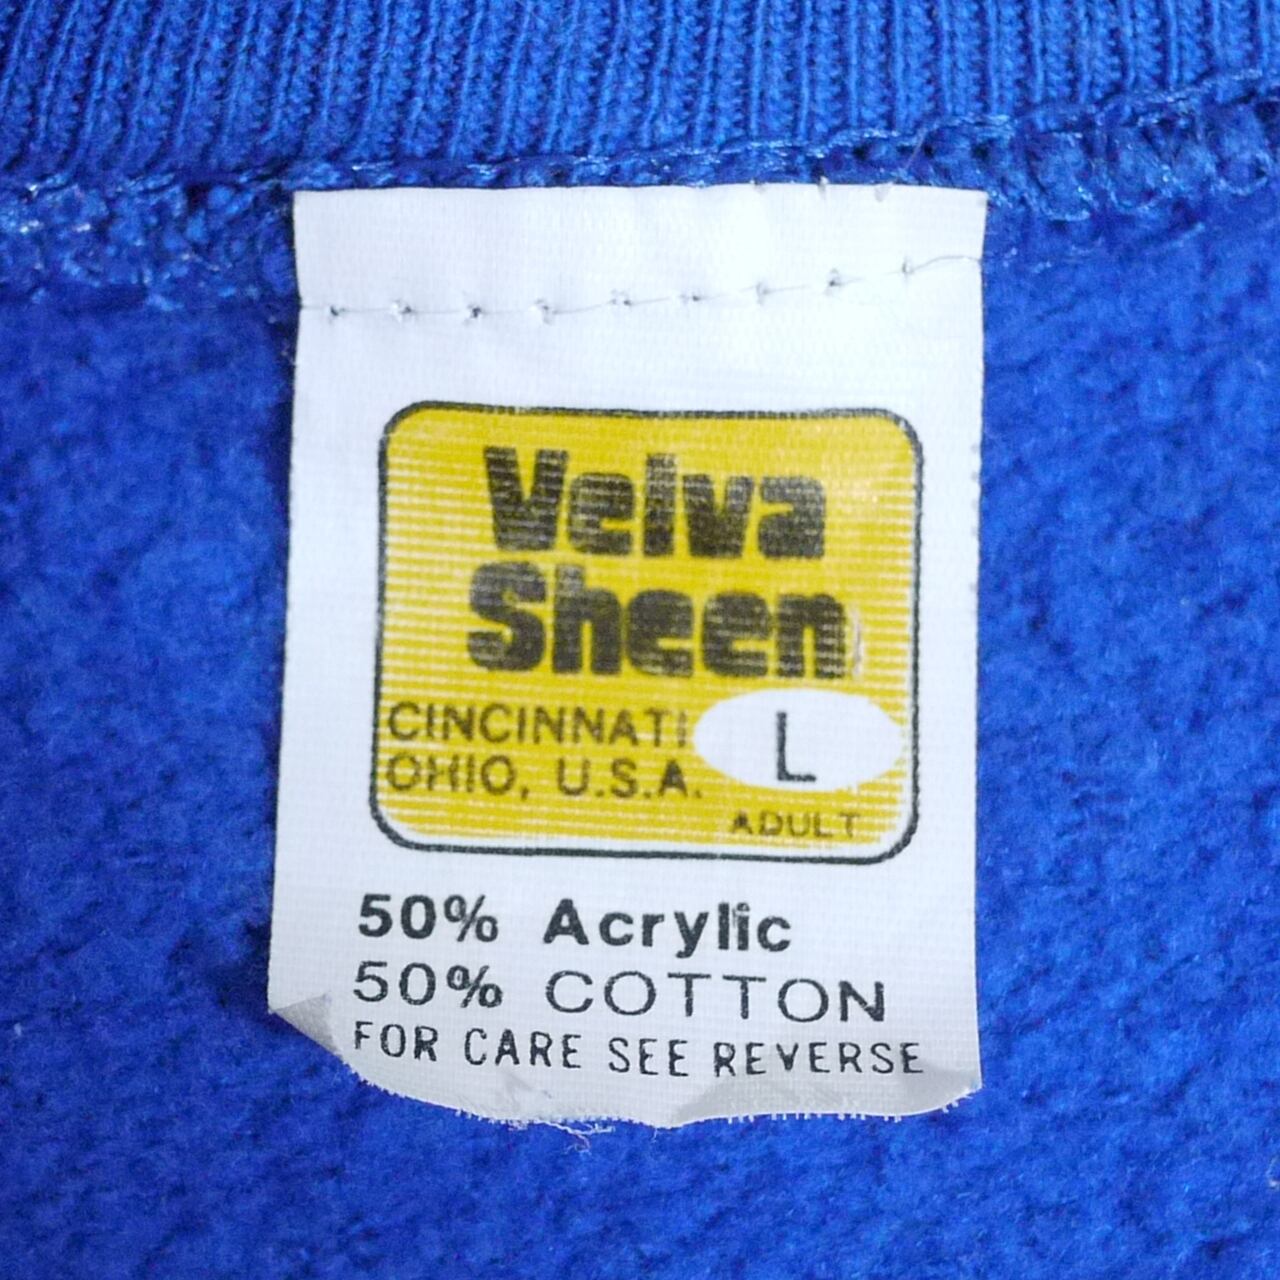 Velva
Sheen
CINCINNATI
OHIO, U.S.A.
L
ADULT
50% Acrylic
50% COTTON
FOR CARE SEE REVERSE